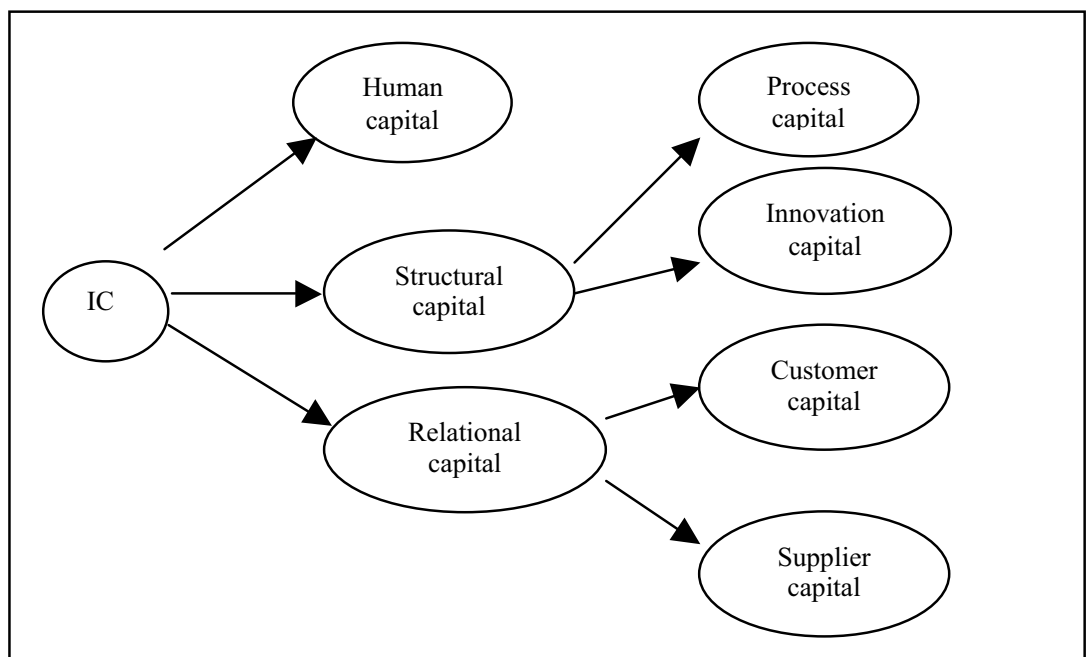 Human
capital
Process
capital
Innovation
capital
IC
Structural
capital
Customer
capital
Relational
capital
Supplier
capital